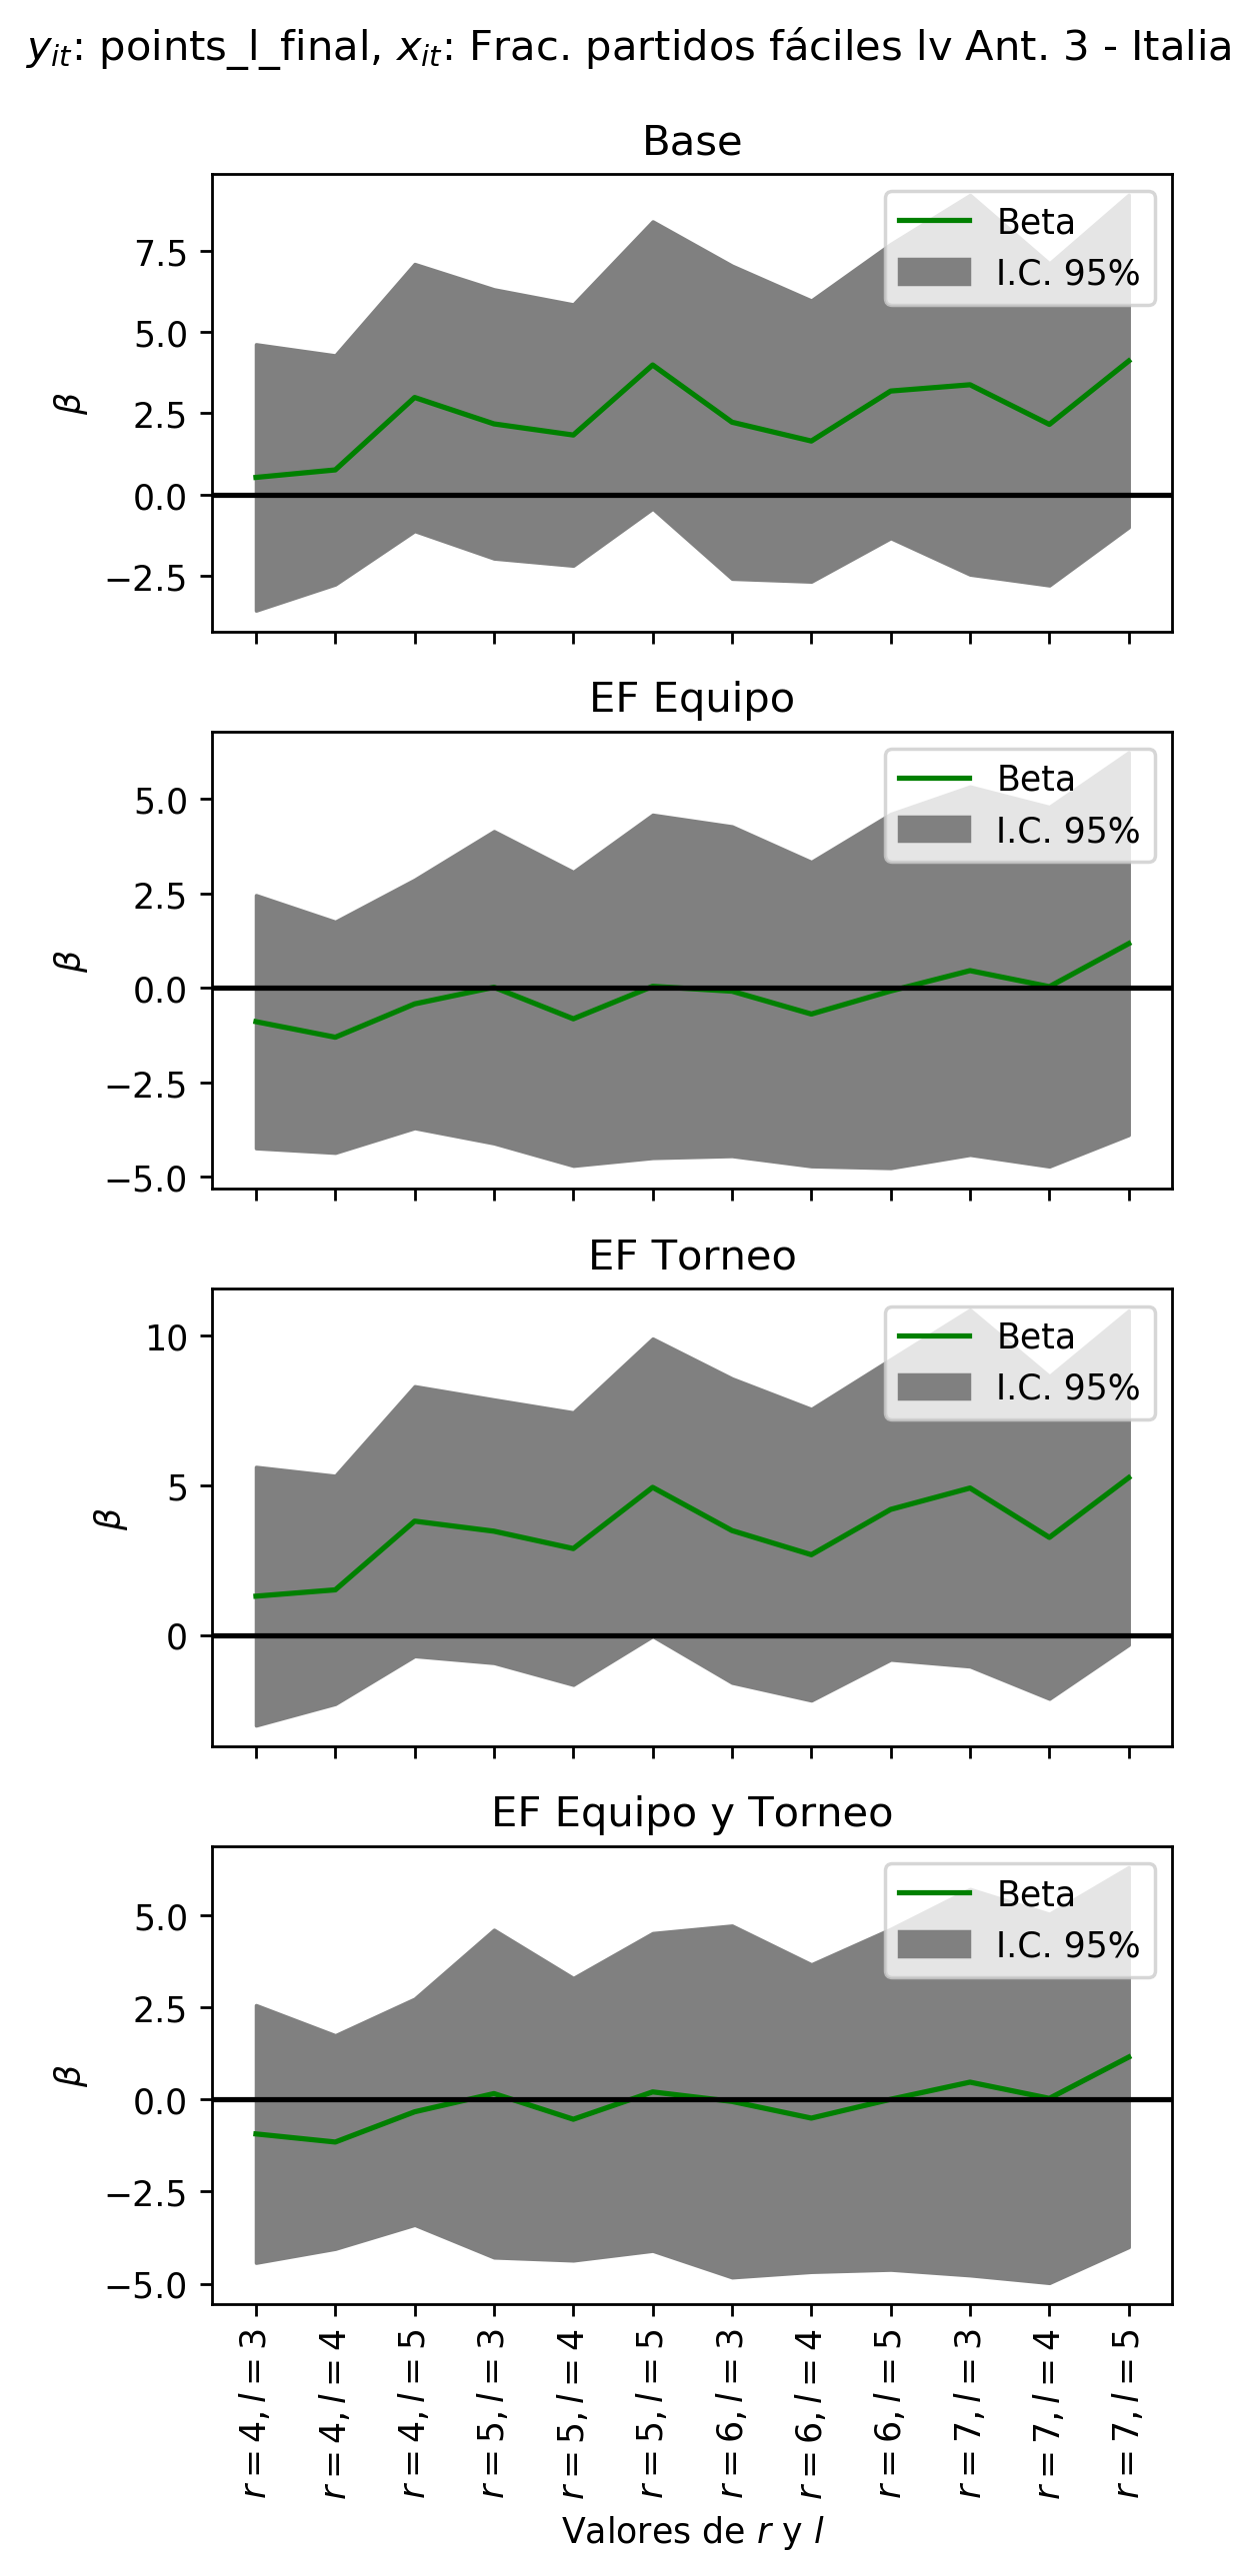 y_it: points_l_final, x_it: Frac. partidos fáciles lv Ant. 3 - Italia
Base
Beta
I.C. 95%
7.5
5.0
2.5
0.0
−2.5
β
EF Equipo
Beta
I.C. 95%
5.0
2.5
0.0
−2.5
−5.0
β
EF Torneo
Beta
I.C. 95%
10
5
0
β
EF Equipo y Torneo
Beta
I.C. 95%
5.0
2.5
0.0
−2.5
−5.0
β
r = 4, l = 3
r = 4, l = 4
r = 4, l = 5
r = 5, l = 3
r = 5, l = 4
r = 5, l = 5
r = 6, l = 3
r = 6, l = 4
r = 6, l = 5
r = 7, l = 3
r = 7, l = 4
r = 7, l = 5
Valores de r y l